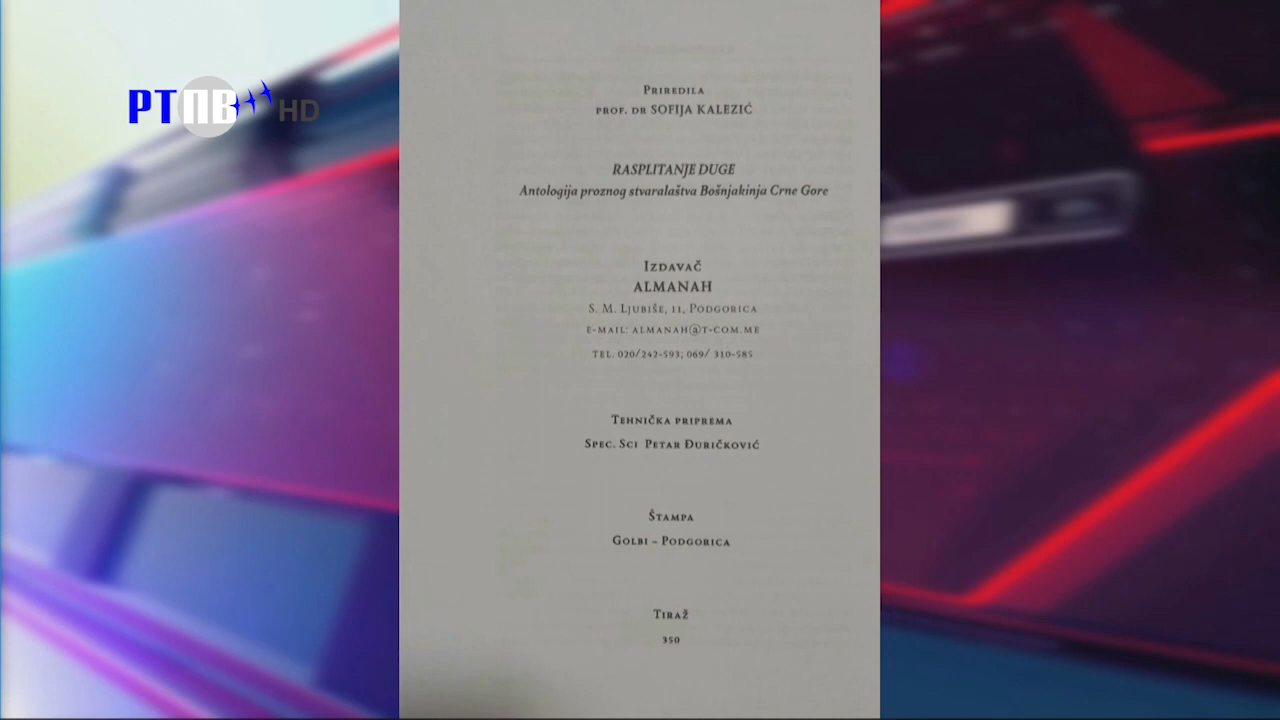 РТПВ HD
Priredila
prof. dr SOFIJA KALEZIĆ
RASPLITANJE DUGE
Antologija proznog stvaralaštva Bošnjakinja Crne Gore
Izdavač
ALMANAH
S. M. Ljubiše, 11, Podgorica
e-mail: almanah@t-com.me
tel. 020/242-593; 069/ 310-585
Tehnička priprema
Spec. Sci Petar Đuričković
Štampa
Golbi – Podgorica
Tiraž
350